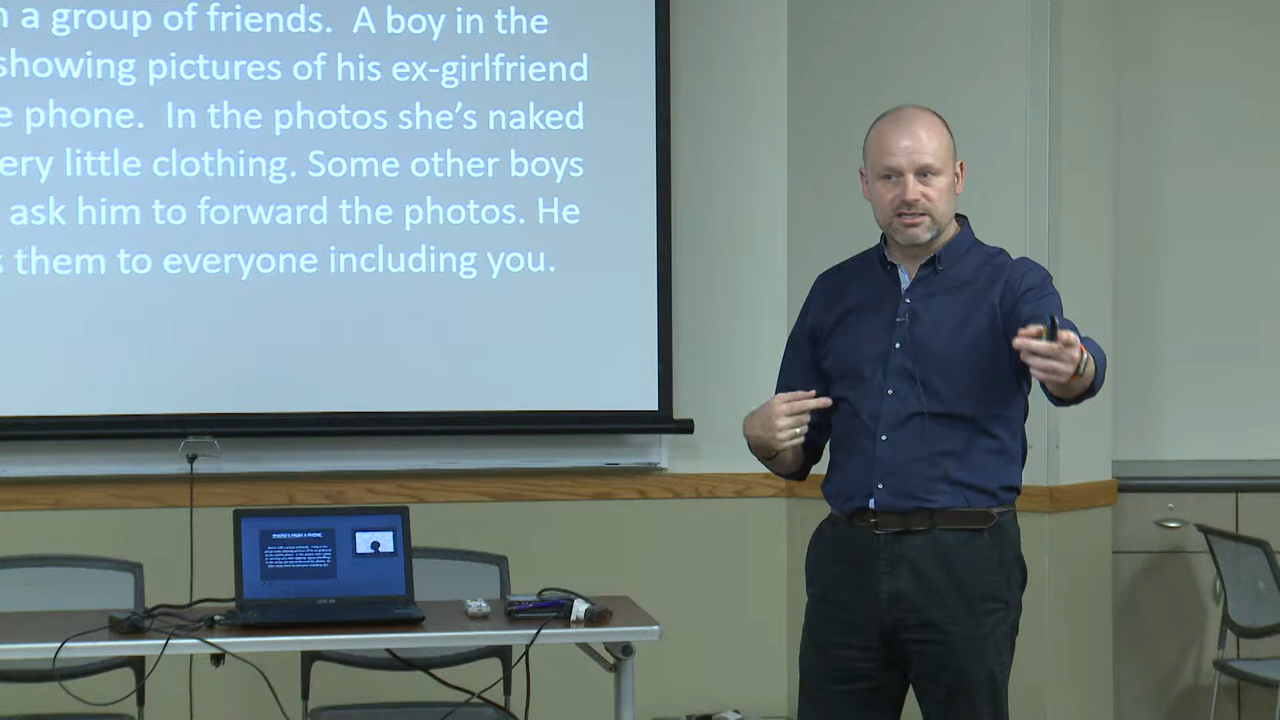 a group of friends. A boy in the
showing pictures of his ex-girlfriend
phone. In the photos she's naked
little clothing. Some other boys
ask him to forward the photos. He
them to everyone including you.